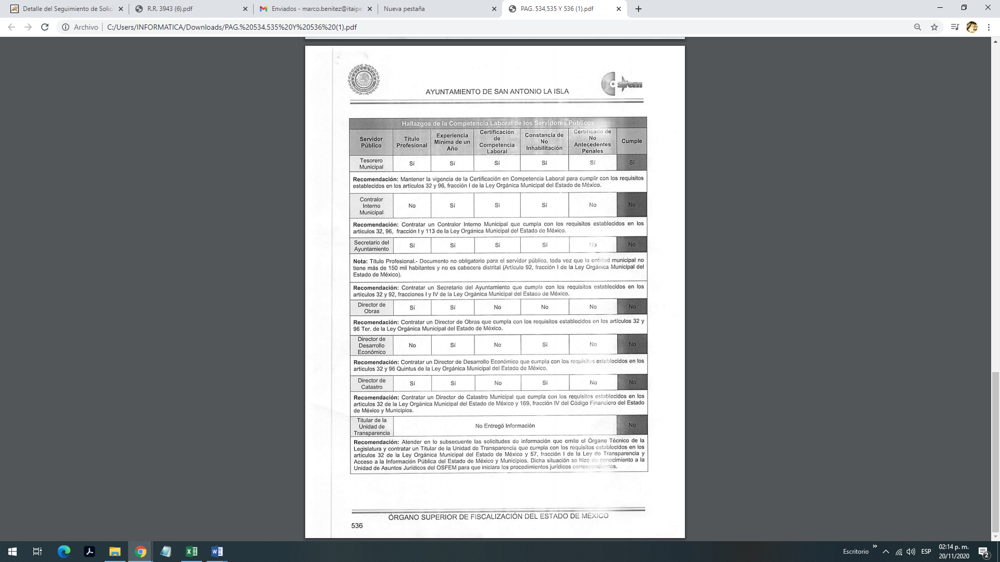 Detalle del Seguimiento de Solici
R.R. 3943 (6).pdf
Enviados - marco.benitez@itaipe
Nueva pestaña
PAG. 534,535 Y 536 (1).pdf
Archivo
C:/Users/INFORMATICA/Downloads/PAG.%20534,535%20Y%20536%20(1).pdf
AYUNTAMIENTO DE SAN ANTONIO LA ISLA
osfem
Hallazgos de la Competencia Laboral de los Servidores Públicos
Servidor Público
Título Profesional
Experiencia Mínima de un Año
Certificación de Competencia Laboral
Constancia de No Inhabilitación
Certificado de No Antecedentes Penales
Cumple
Tesorero Municipal
Sí Sí Sí Sí Sí Sí
Recomendación: Mantener la vigencia de la Certificación en Competencia Laboral para cumplir con los requisitos
establecidos en los artículos 32 y 96, fracción I de la Ley Orgánica Municipal del Estado de México.
Contralor Interno Municipal
No Sí Si Sí No No
Recomendación: Contratar un Contralor Interno Municipal que cumpla con los requisitos establecidos en los
artículos 32, 96, fracción I y 113 de la Ley Orgánica Municipal del Estado de México.
Secretario del Ayuntamiento
Sí Sí Si Sí No No
Nota: Título Profesional.- Documento no obligatorio para el servidor público, toda vez que la entidad municipal no
tiene más de 150 mil habitantes y no es cabecera distrital (Artículo 92, fracción I de la Ley Orgánica Municipal del
Estado de México).
Recomendación: Contratar un Secretario del Ayuntamiento que cumpla con los requisitos establecidos en los
artículos 32 y 92, fracciones I y IV de la Ley Orgánica Municipal del Estado de México.
Director de Obras
Sí Sí No No No No
Recomendación: Contratar un Director de Obras que cumpla con los requisitos establecidos en los artículos 32 y
96 Ter. de la Ley Orgánica Municipal del Estado de México.
Director de Desarrollo Económico
No Sí No Sí No No
Recomendación: Contratar un Director de Desarrollo Económico que cumpla con los requisitos establecidos en los
artículos 32 y 96 Quintus de la Ley Orgánica Municipal del Estado de México.
Director de Catastro
Sí Sí No Sí No No
Recomendación: Contratar un Director de Catastro Municipal que cumpla con los requisitos establecidos en los
artículos 32 de la Ley Orgánica Municipal del Estado de México y 169, fracción IV del Código Financiero del Estado
de México y Municipios.
Titular de la Unidad de Transparencia
No Entregó Información No
Recomendación: Atender en lo subsecuente las solicitudes de información que emite el Órgano Técnico de la
Legislatura y contratar un Titular de la Unidad de Transparencia que cumpla con los requisitos establecidos en los
artículos 32 de la Ley Orgánica Municipal del Estado de México y 57, fracción I de la Ley de Transparencia y
Acceso a la Información Pública del Estado de México y Municipios. Dicha situación se hizo de conocimiento a la
Unidad de Asuntos Jurídicos del OSFEM para que iniciara los procedimientos jurídicos correspondientes.
ÓRGANO SUPERIOR DE FISCALIZACIÓN DEL ESTADO DE MÉXICO
536
Escritorio
ESP
02:14 p. m.
20/11/2020
2